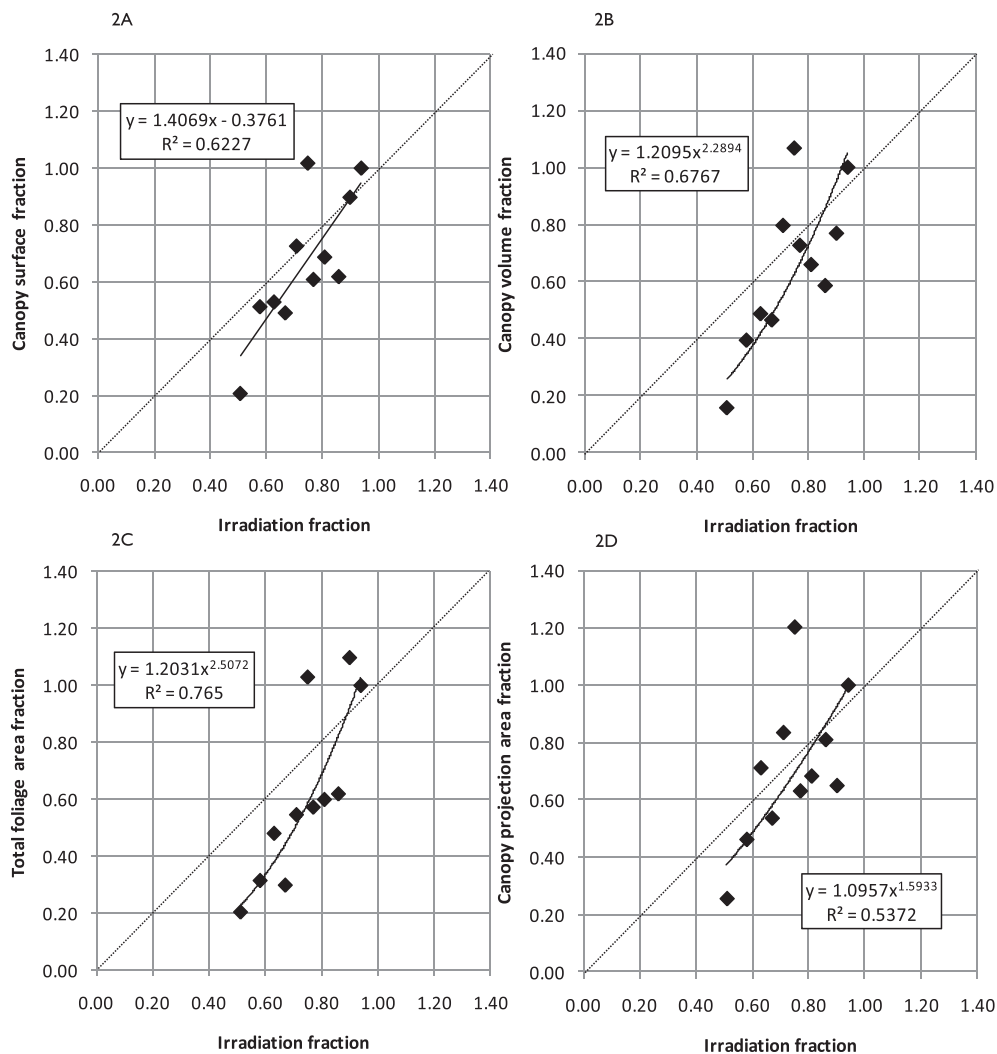 2A
1.40
1.20
1.00
0.80
0.60
0.40
0.20
0.00
Canopy surface fraction
y = 1.4069x - 0.3761
R² = 0.6227
0.00 0.20 0.40 0.60 0.80 1.00 1.20 1.40
Irradiation fraction
2B
1.40
1.20
1.00
0.80
0.60
0.40
0.20
0.00
Canopy volume fraction
y = 1.2095x^2.2894
R² = 0.6767
0.00 0.20 0.40 0.60 0.80 1.00 1.20 1.40
Irradiation fraction
2C
1.40
1.20
1.00
0.80
0.60
0.40
0.20
0.00
Total foliage area fraction
y = 1.2031x^2.5072
R² = 0.765
0.00 0.20 0.40 0.60 0.80 1.00 1.20 1.40
Irradiation fraction
2D
1.40
1.20
1.00
0.80
0.60
0.40
0.20
0.00
Canopy projection area fraction
y = 1.0957x^1.5933
R² = 0.5372
0.00 0.20 0.40 0.60 0.80 1.00 1.20 1.40
Irradiation fraction